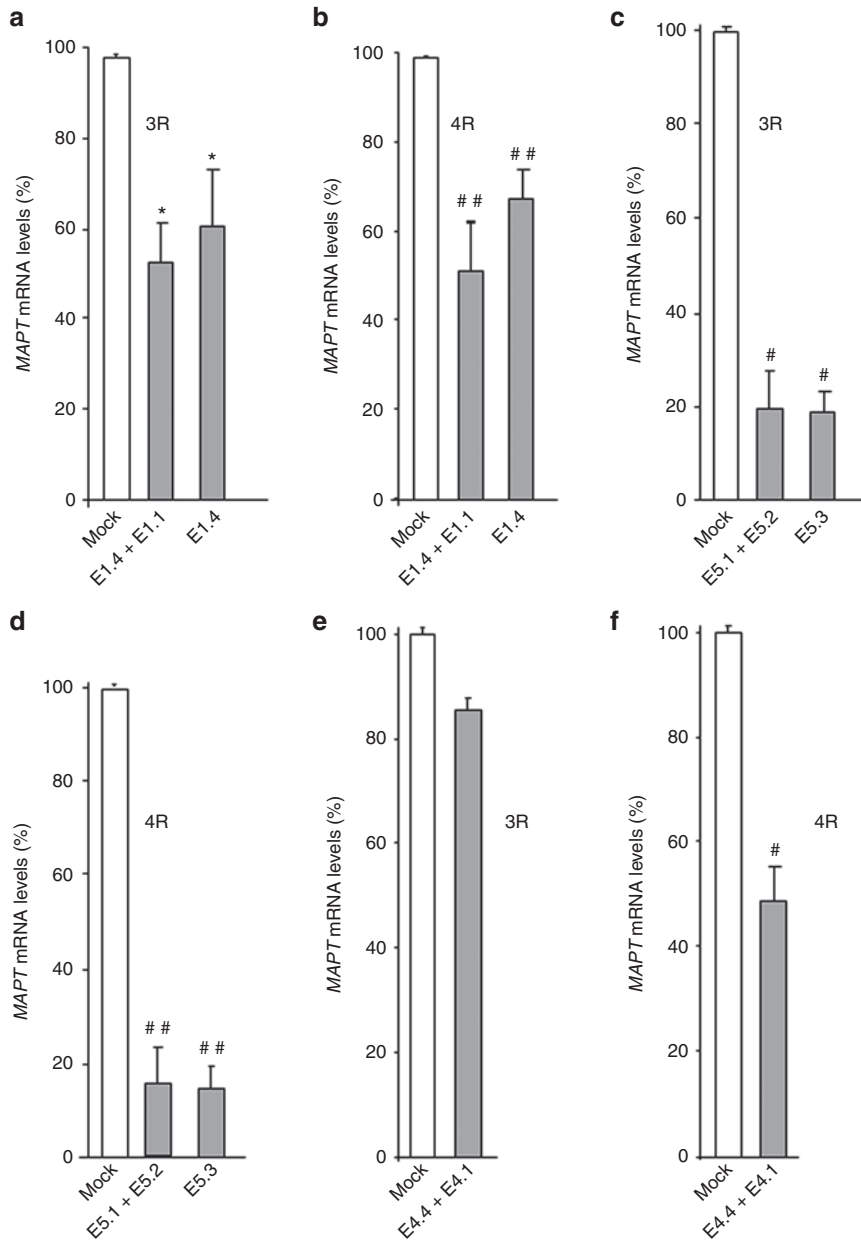 a
MAPT mRNA levels (%)
100
80
60
40
20
0
3R
*
*
Mock
E1.4 + E1.1
E1.4
b
MAPT mRNA levels (%)
100
80
60
40
20
0
4R
# #
# #
Mock
E1.4 + E1.1
E1.4
c
MAPT mRNA levels (%)
100
80
60
40
20
0
3R
#
#
Mock
E5.1 + E5.2
E5.3
d
MAPT mRNA levels (%)
100
80
60
40
20
0
4R
# #
# #
Mock
E5.1 + E5.2
E5.3
e
MAPT mRNA levels (%)
100
80
60
40
20
0
3R
Mock
E4.4 + E4.1
f
MAPT mRNA levels (%)
100
80
60
40
20
0
4R
#
Mock
E4.4 + E4.1